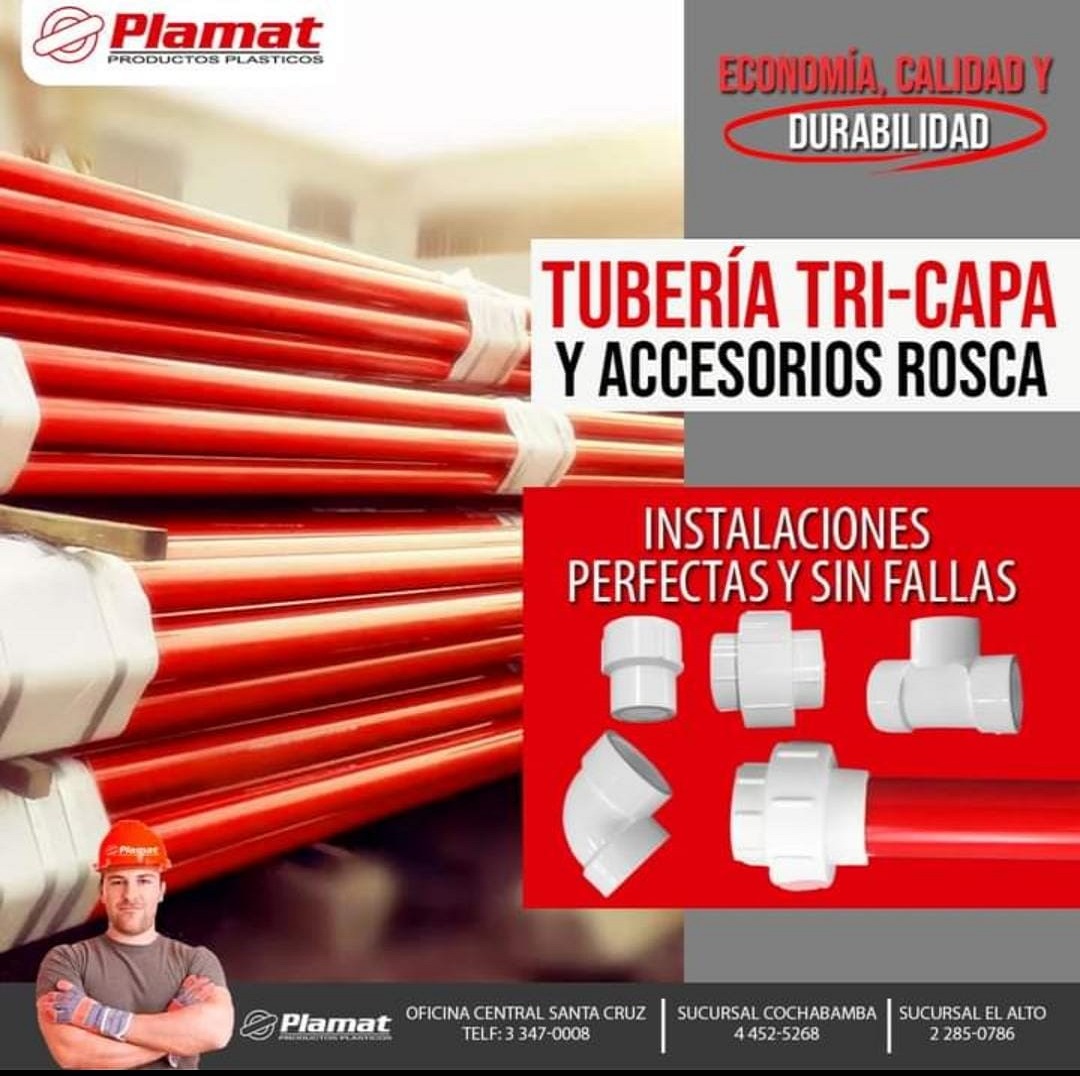 Plamat
PRODUCTOS PLASTICOS
ECONOMÍA, CALIDAD Y
DURABILIDAD
TUBERÍA TRI-CAPA
Y ACCESORIOS ROSCA
INSTALACIONES
PERFECTAS Y SIN FALLAS
Plamat
Plamat
PRODUCTOS PLASTICOS
OFICINA CENTRAL SANTA CRUZ
TELF: 3 347-0008
SUCURSAL COCHABAMBA
4 452-5268
SUCURSAL EL ALTO
2 285-0786